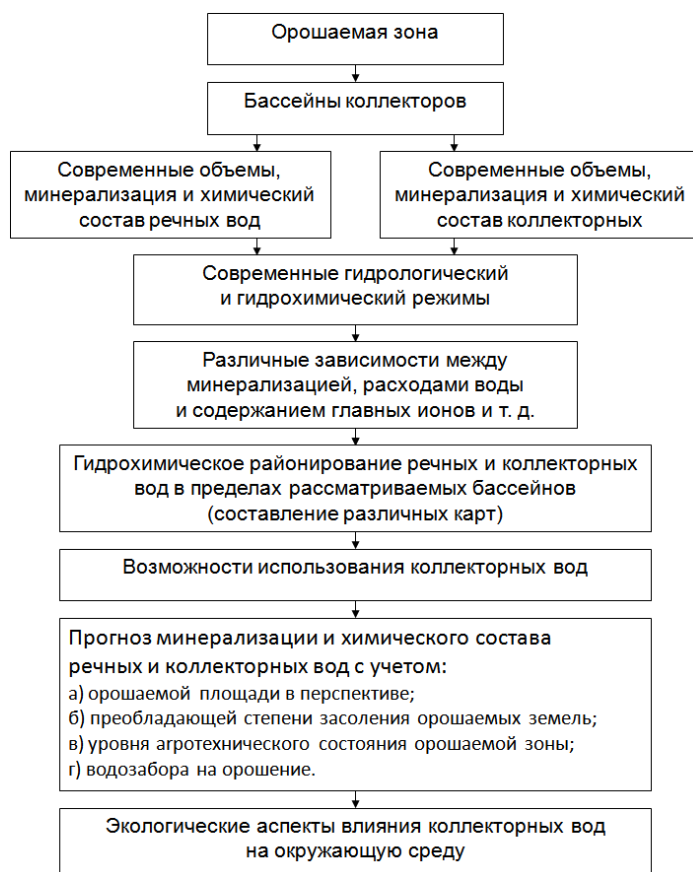 Орошаемая зона
Бассейны коллекторов
Современные объемы,
минерализация и химический
состав речных вод
Современные объемы,
минерализация и химический
состав коллекторных
Современные гидрологический
и гидрохимический режимы
Различные зависимости между
минерализацией, расходами воды
и содержанием главных ионов и т. д.
Гидрохимическое районирование речных и коллекторных
вод в пределах рассматриваемых бассейнов
(составление различных карт)
Возможности использования коллекторных вод
Прогноз минерализации и химического состава
речных и коллекторных вод с учетом:
а) орошаемой площади в перспективе;
б) преобладающей степени засоления орошаемых земель;
в) уровня агротехнического состояния орошаемой зоны;
г) водозабора на орошение.
Экологические аспекты влияния коллекторных вод
на окружающую среду